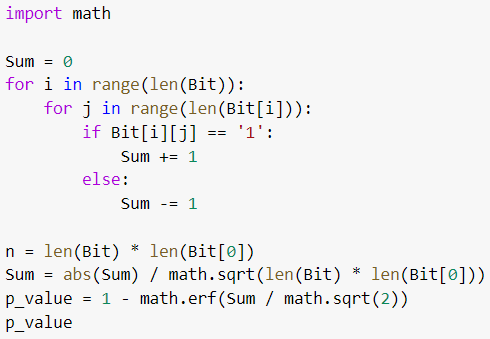 import math

Sum = 0
for i in range(len(Bit)):
    for j in range(len(Bit[i])):
        if Bit[i][j] == '1':
            Sum += 1
        else:
            Sum -= 1

n = len(Bit) * len(Bit[0])
Sum = abs(Sum) / math.sqrt(len(Bit) * len(Bit[0]))
p_value = 1 - math.erf(Sum / math.sqrt(2))
p_value